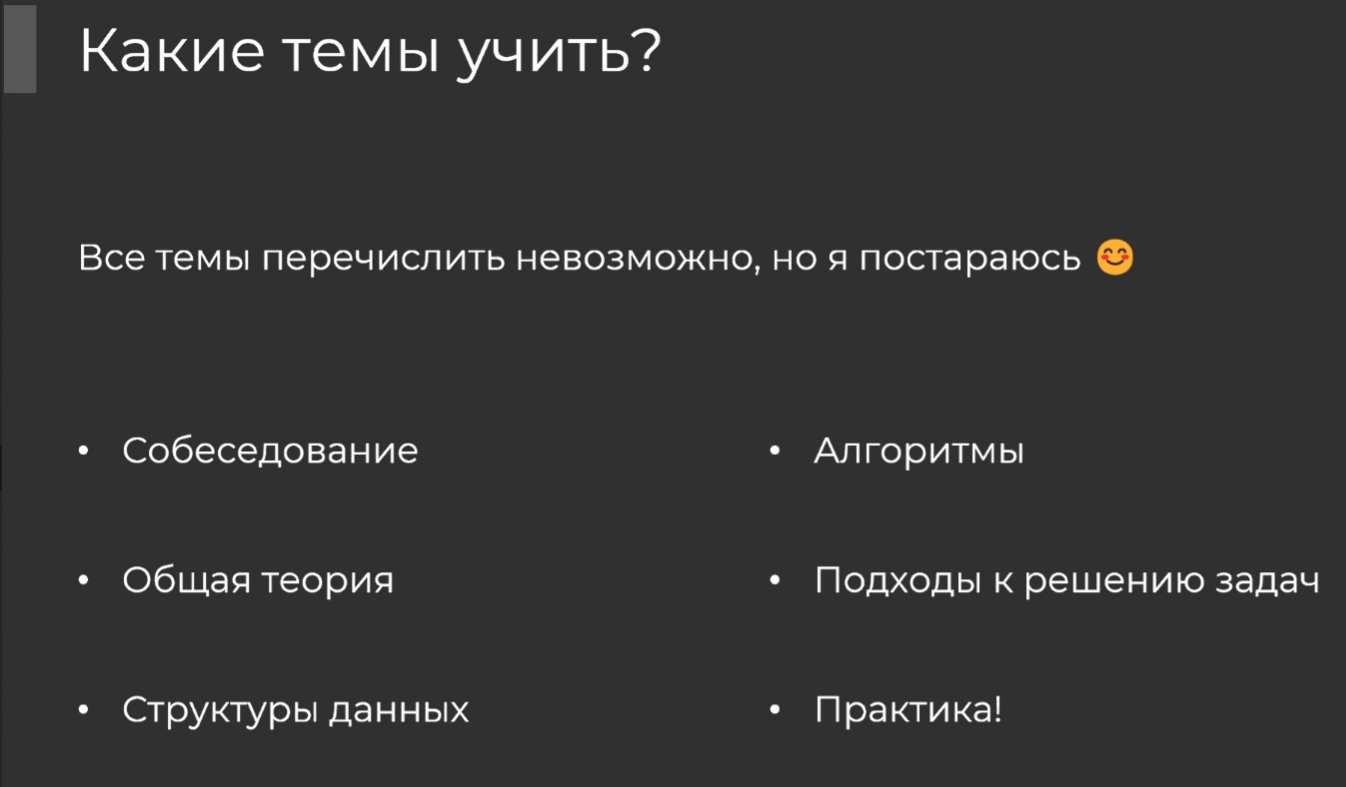 Какие темы учить?
Все темы перечислить невозможно, но я постараюсь 😊
• Собеседование
• Общая теория
• Структуры данных
• Алгоритмы
• Подходы к решению задач
• Практика!